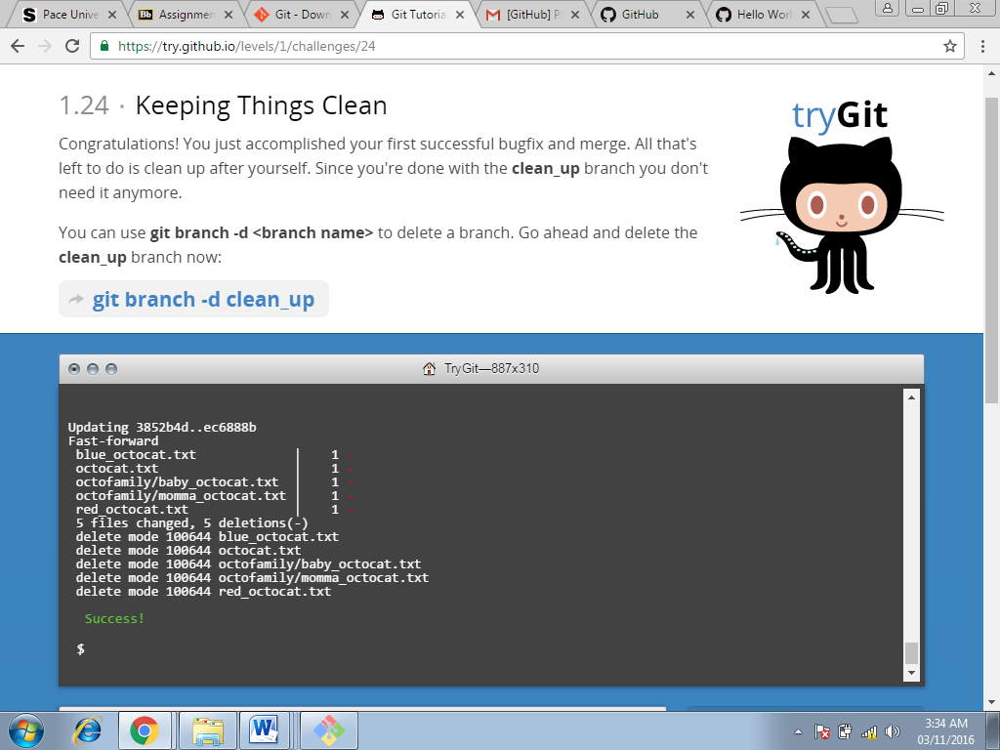 Pace Unive
Assignmen
Git - Down
Git Tutoria
[GitHub] P
GitHub
Hello Worl
https://try.github.io/levels/1/challenges/24
1.24 · Keeping Things Clean
tryGit
Congratulations! You just accomplished your first successful bugfix and merge. All that's
left to do is clean up after yourself. Since you're done with the clean_up branch you don't
need it anymore.
You can use git branch -d <branch name> to delete a branch. Go ahead and delete the
clean_up branch now:
git branch -d clean_up
TryGit—887x310
Updating 3852b4d..ec6888b
Fast-forward
blue_octocat.txt | 1 -
octocat.txt | 1 -
octofamily/baby_octocat.txt | 1 -
octofamily/momma_octocat.txt | 1 -
red_octocat.txt | 1 -
5 files changed, 5 deletions(-)
delete mode 100644 blue_octocat.txt
delete mode 100644 octocat.txt
delete mode 100644 octofamily/baby_octocat.txt
delete mode 100644 octofamily/momma_octocat.txt
delete mode 100644 red_octocat.txt
Success!
$
3:34 AM
03/11/2016